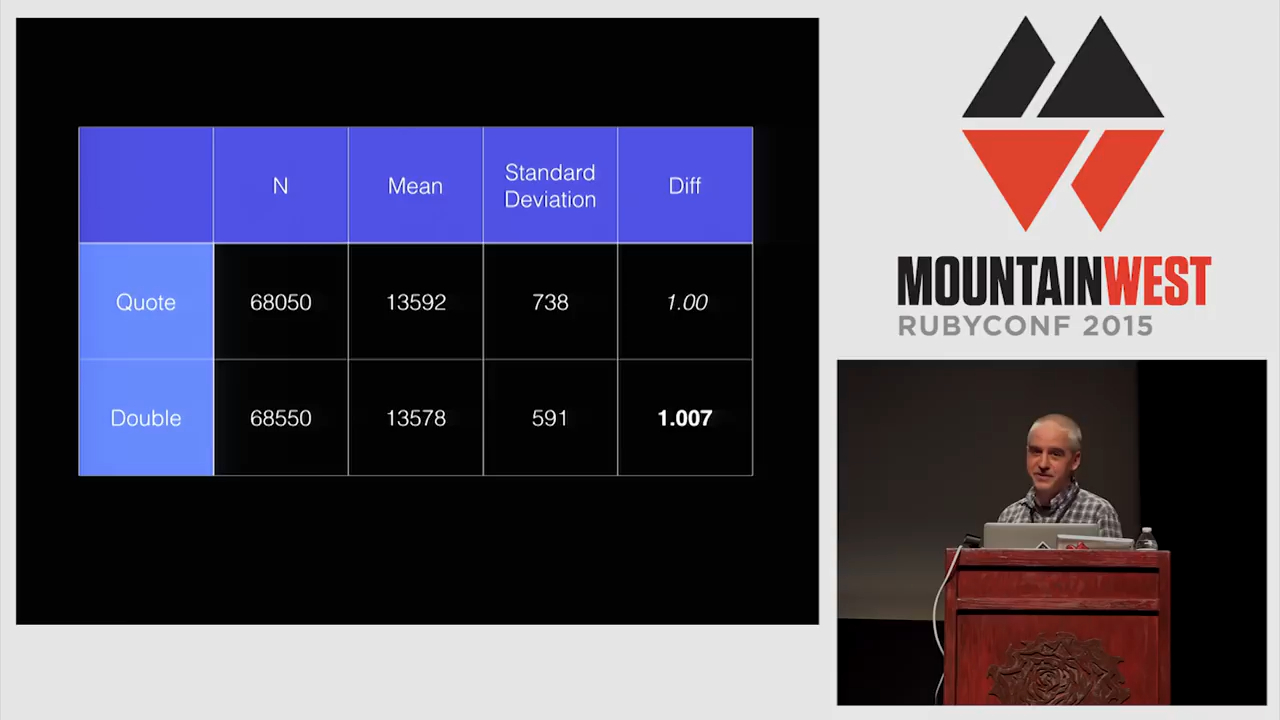 N
Mean
Standard
Deviation
Diff
Quote
68050
13592
738
1.00
Double
68550
13578
591
1.007
MOUNTAINWEST
RUBYCONF 2015